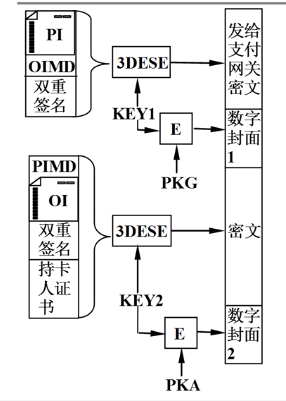 PI
OIMD
双重
签名
3DESE
KEY1
E
PKG
发给
支付
网关
密文
数字
封面
1
PIMD
OI
双重
签名
持卡
人证
书
3DESE
KEY2
E
PKA
密文
数字
封面
2